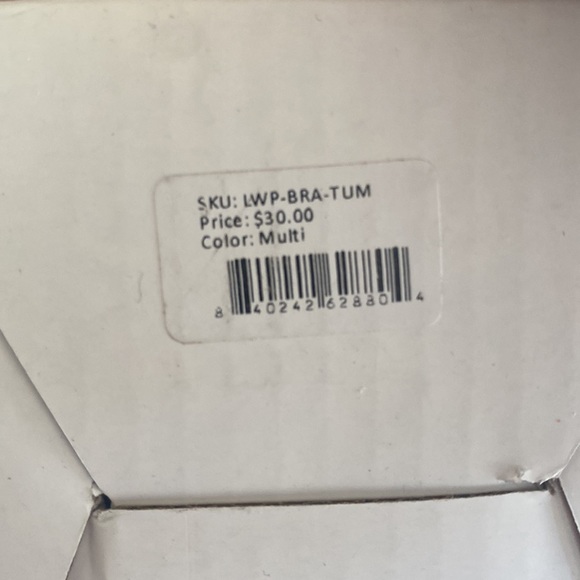 SKU: LWP-BRA-TUM
Price: $30.00
Color: Multi
8 40242 62880 4